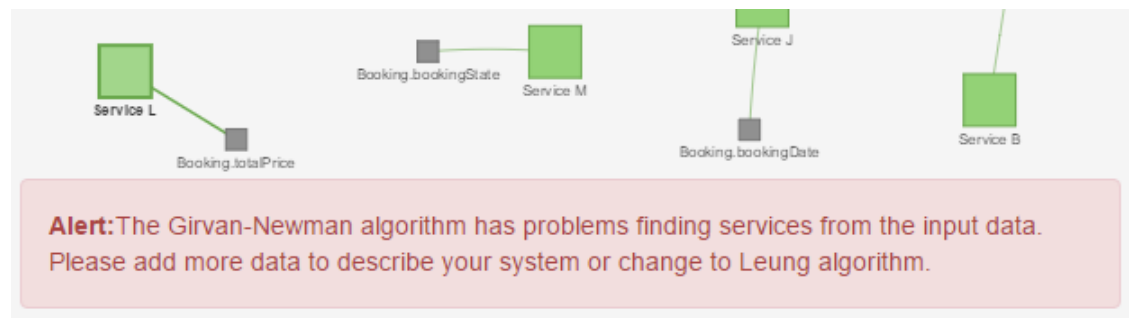 Service J
Booking.bookingState
Service M
Service L
Service B
Booking.bookingDate
Booking.totalPrice
Alert:The Girvan-Newman algorithm has problems finding services from the input data.
Please add more data to describe your system or change to Leung algorithm.